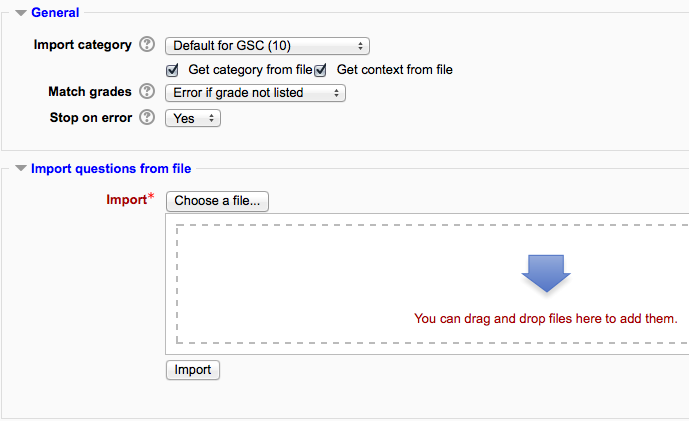 General
Import category Default for GSC (10)
Get category from file Get context from file
Match grades Error if grade not listed
Stop on error Yes
Import questions from file
Import* Choose a file...
You can drag and drop files here to add them.
Import